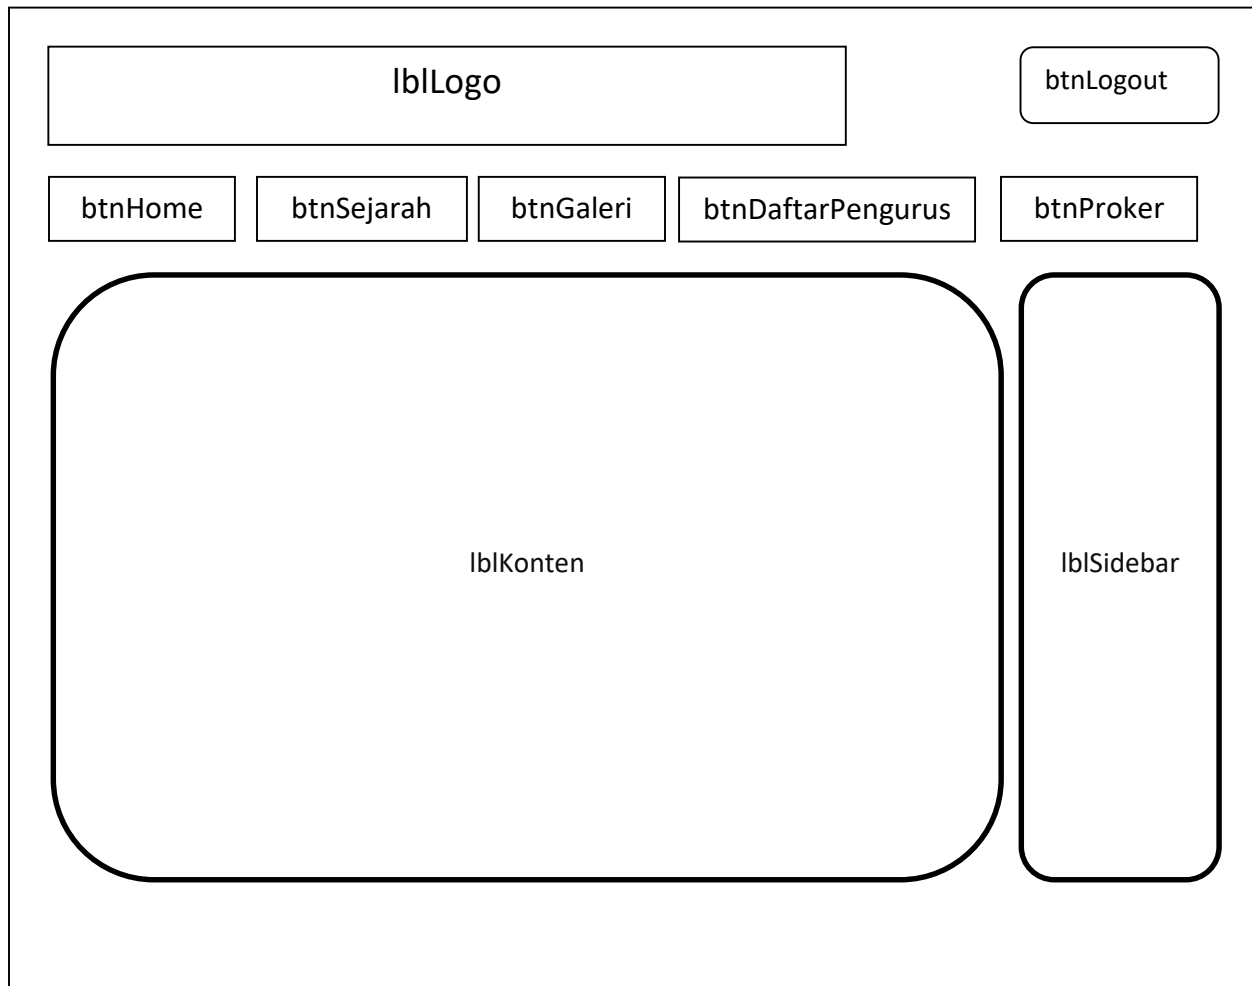 lblLogo
btnLogout
btnHome
btnSejarah
btnGaleri
btnDaftarPengurus
btnProker
lblKonten
lblSidebar